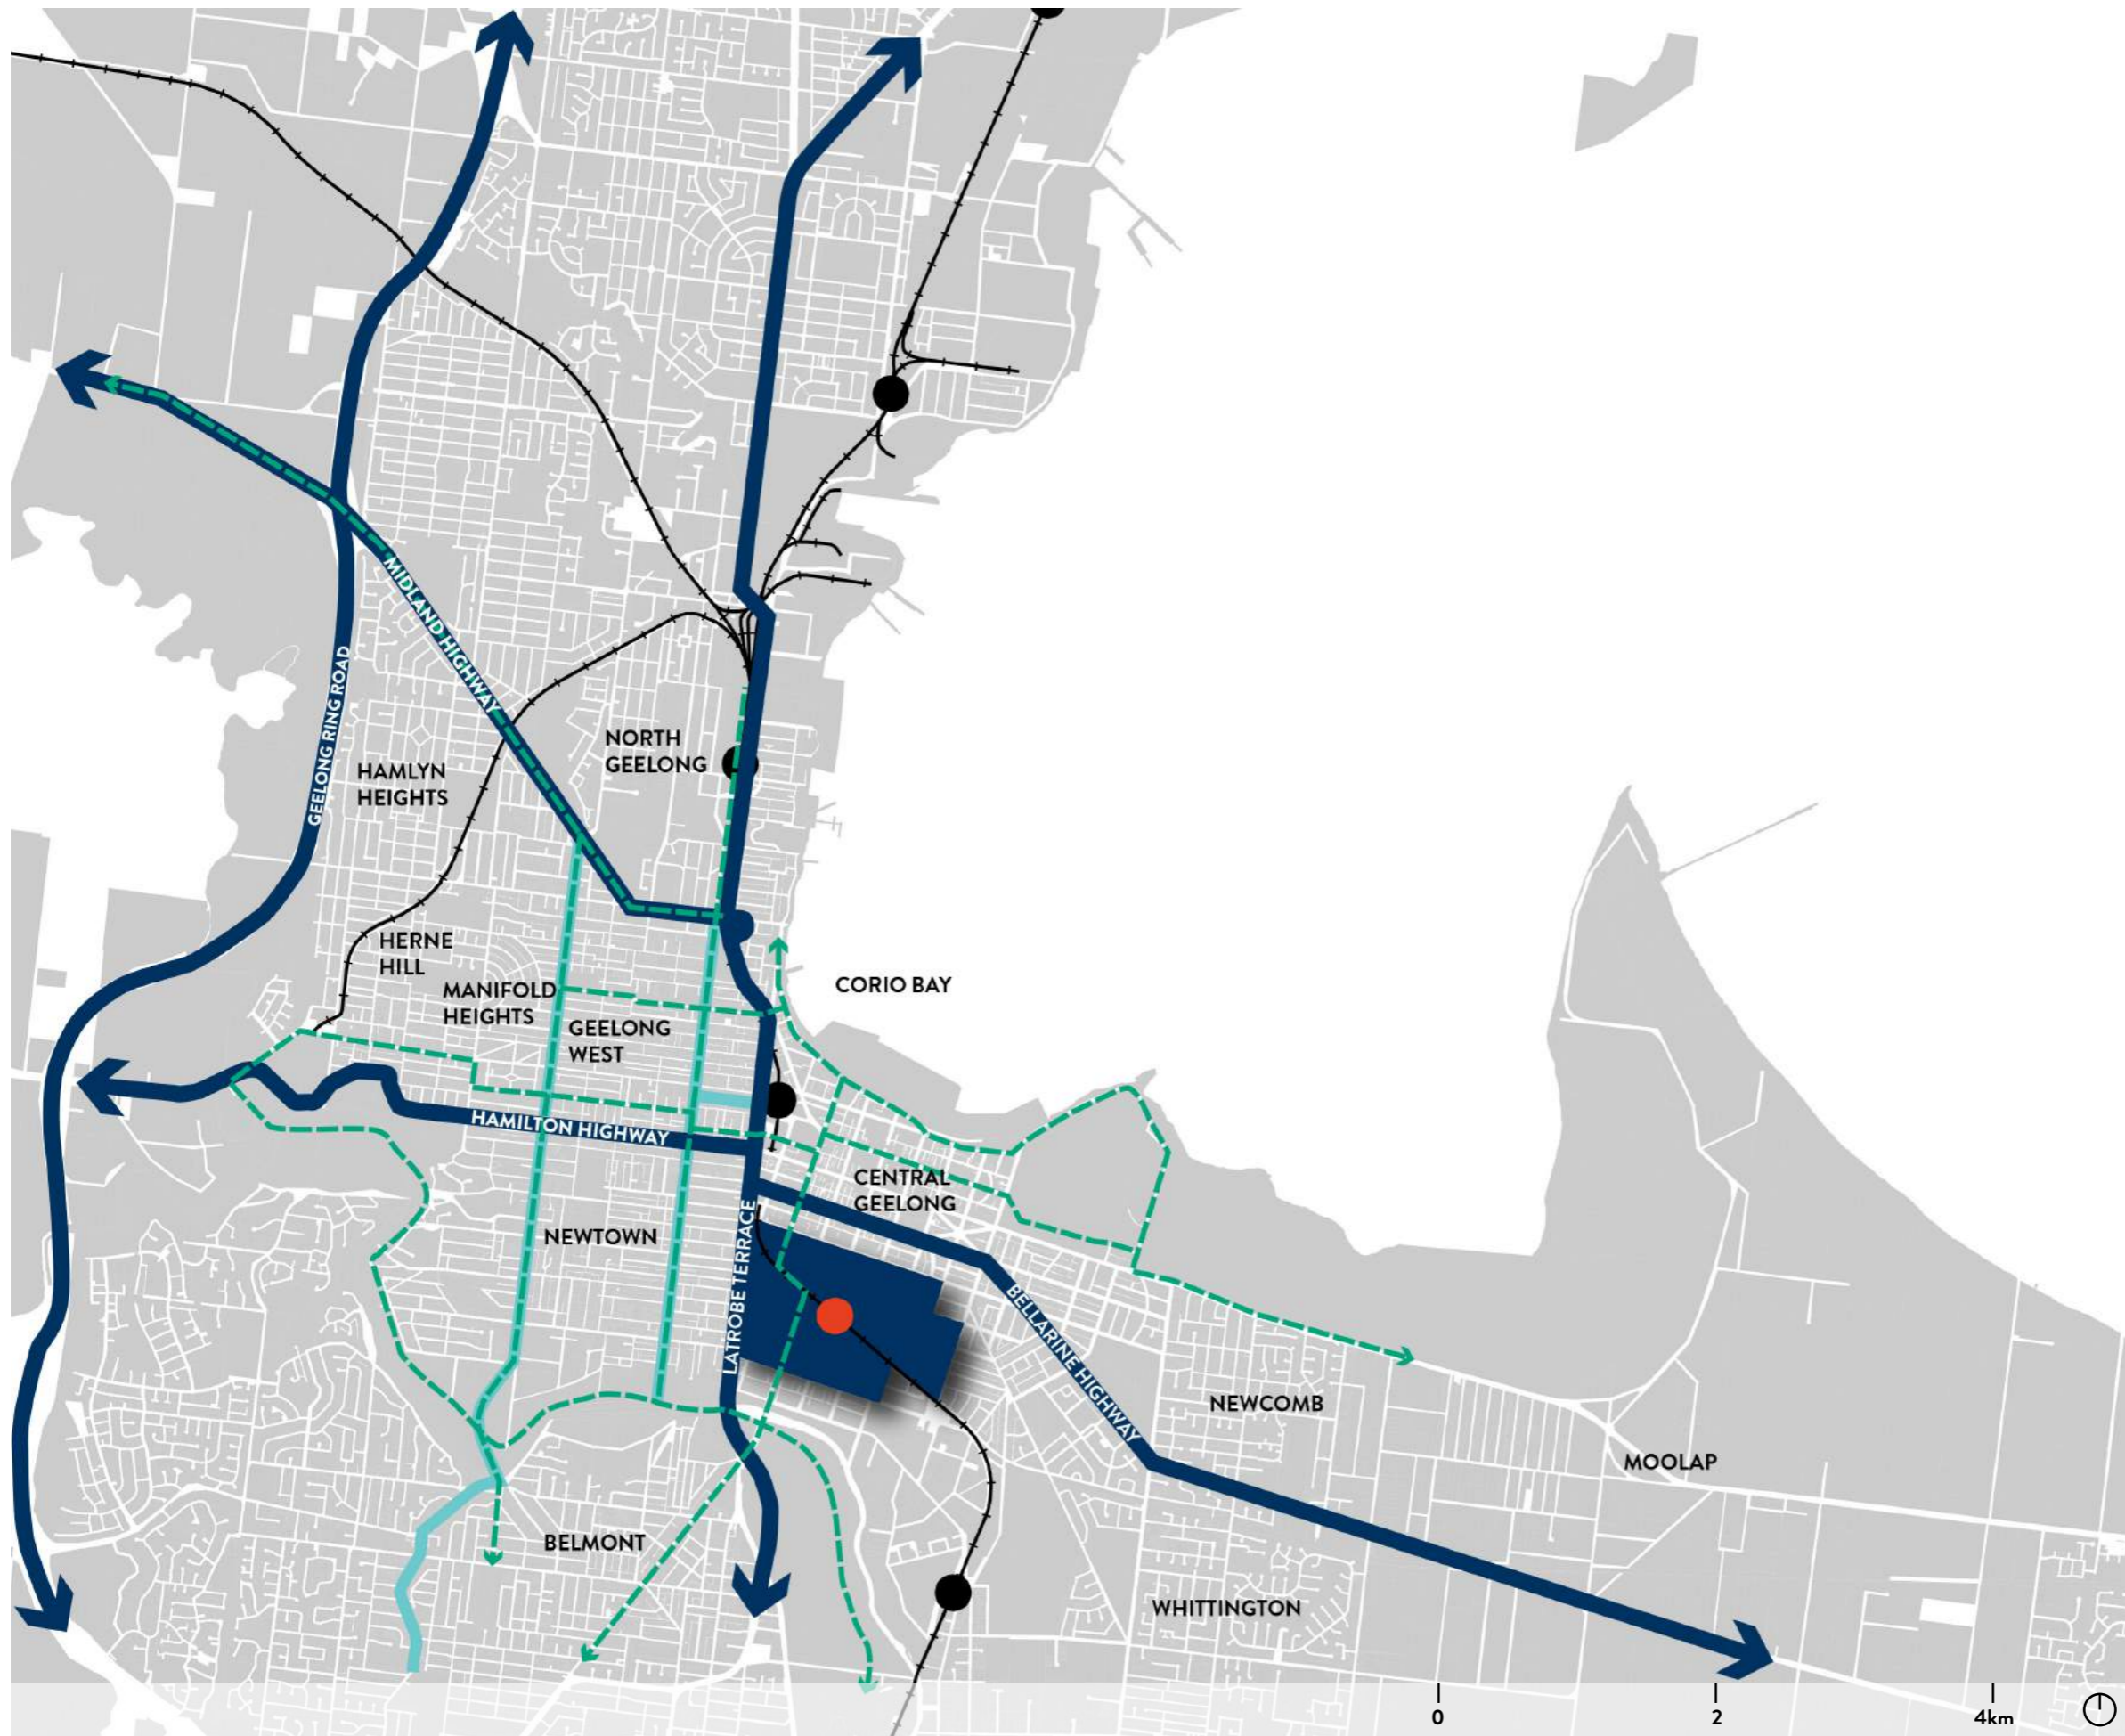 MIDLAND HIGHWAY
GEELONG RING ROAD
NORTH
GEELONG
HAMLYN
HEIGHTS
HERNE
HILL
MANIFOLD
HEIGHTS
CORIO BAY
GEELONG
WEST
HAMILTON HIGHWAY
CENTRAL
GEELONG
NEWTOWN
LATROBE TERRACE
BELLARINE HIGHWAY
NEWCOMB
MOOLAP
BELMONT
WHITTINGTON
0 2 4km